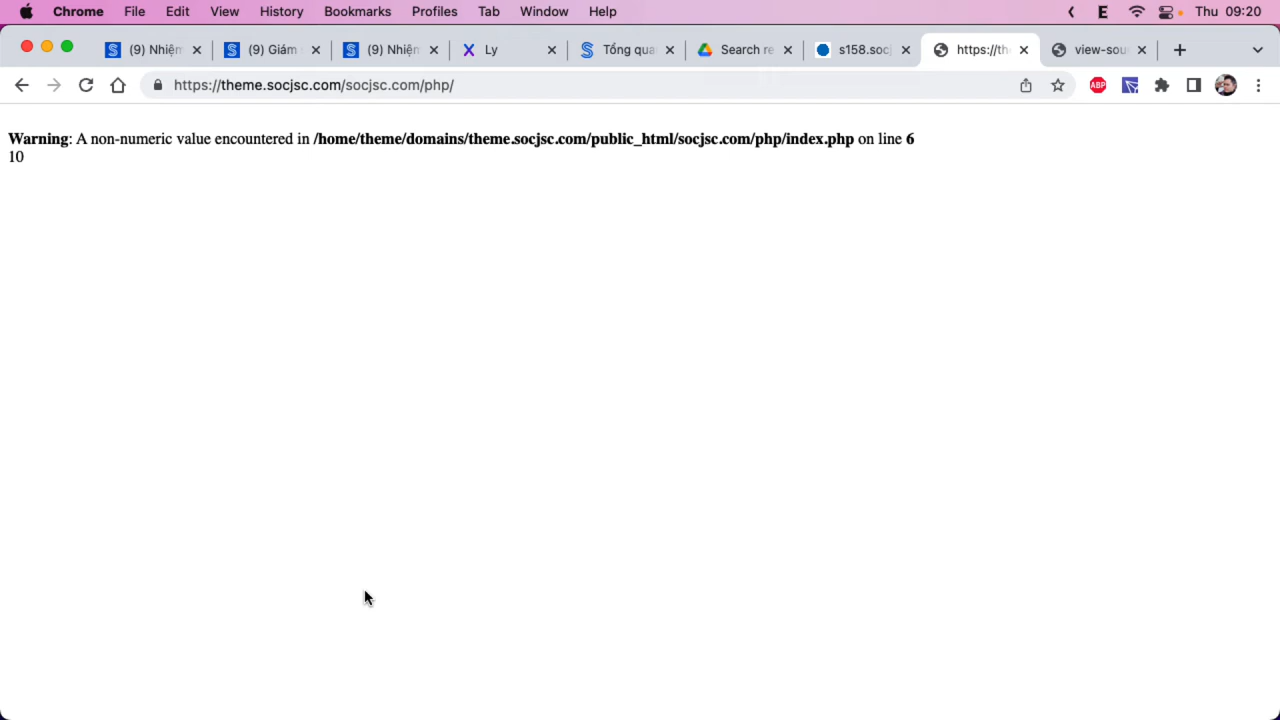 Chrome File Edit View History Bookmarks Profiles Tab Window Help E Thu 09:20
(9) Nhiệm (9) Giám (9) Nhiệm Ly Tổng qua Search re s158.socj https://th view-sou
https://theme.socjsc.com/socjsc.com/php/ ABP
Warning: A non-numeric value encountered in /home/theme/domains/theme.socjsc.com/public_html/socjsc.com/php/index.php on line 6
10